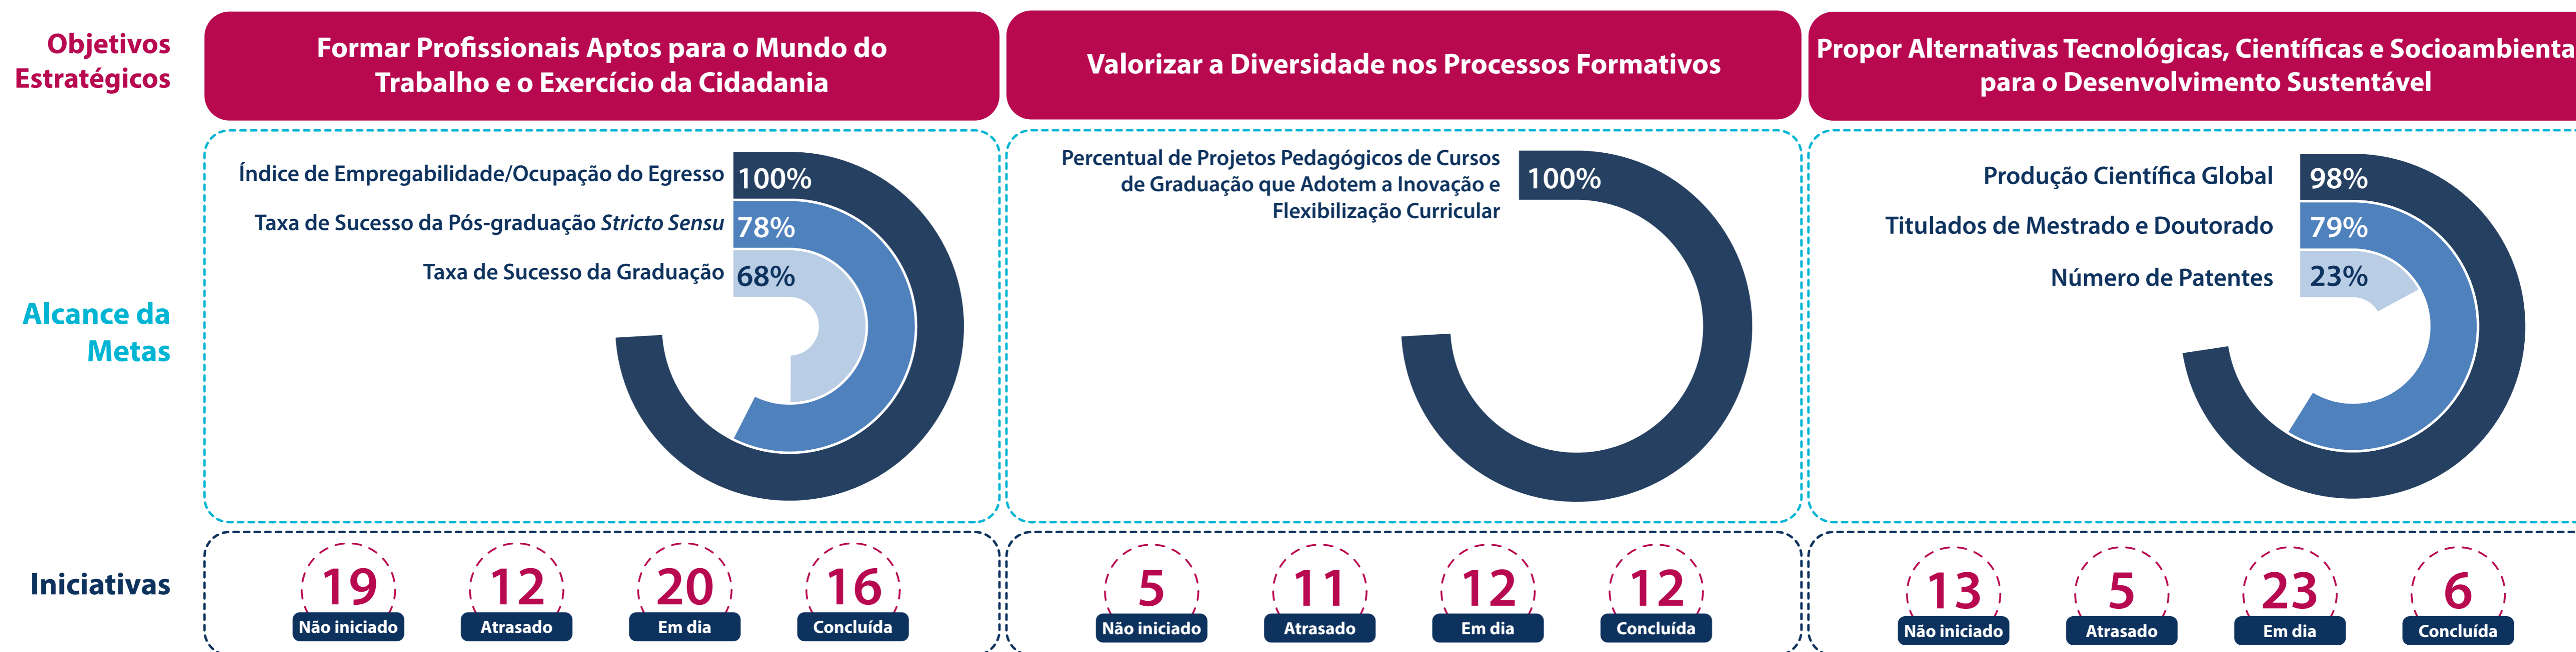 Objetivos
Estratégicos
Formar Profissionais Aptos para o Mundo do
Trabalho e o Exercício da Cidadania
Valorizar a Diversidade nos Processos Formativos
Propor Alternativas Tecnológicas, Científicas e Socioambienta
para o Desenvolvimento Sustentável
Alcance da
Metas
Índice de Empregabilidade/Ocupação do Egresso 100%
Taxa de Sucesso da Pós-graduação Stricto Sensu 78%
Taxa de Sucesso da Graduação 68%
Percentual de Projetos Pedagógicos de Cursos
de Graduação que Adotem a Inovação e
Flexibilização Curricular
100%
Produção Científica Global 98%
Titulados de Mestrado e Doutorado 79%
Número de Patentes 23%
Iniciativas
19 12 20 16
Não iniciado Atrasado Em dia Concluída
5 11 12 12
Não iniciado Atrasado Em dia Concluída
13 5 23 6
Não iniciado Atrasado Em dia Concluída